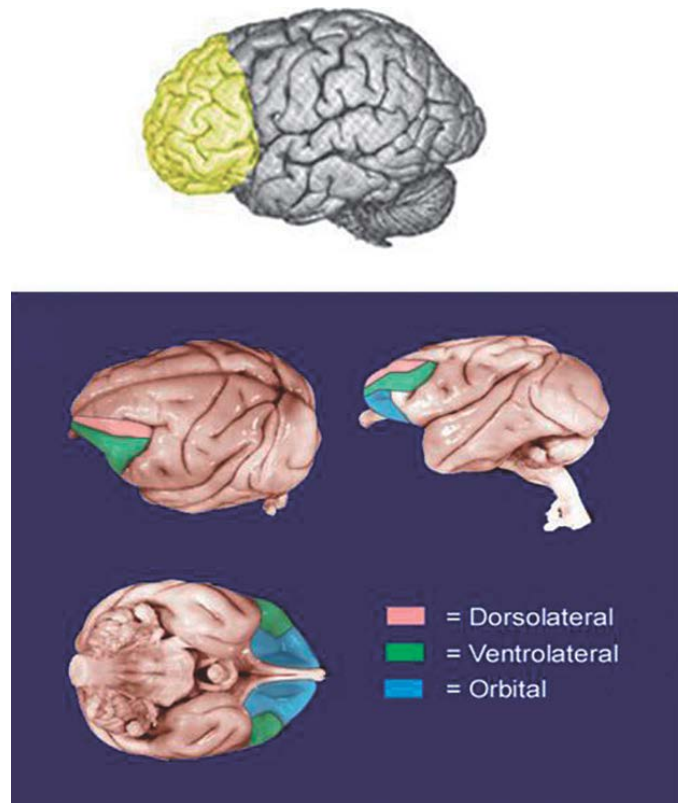 = Dorsolateral
= Ventrolateral
= Orbital